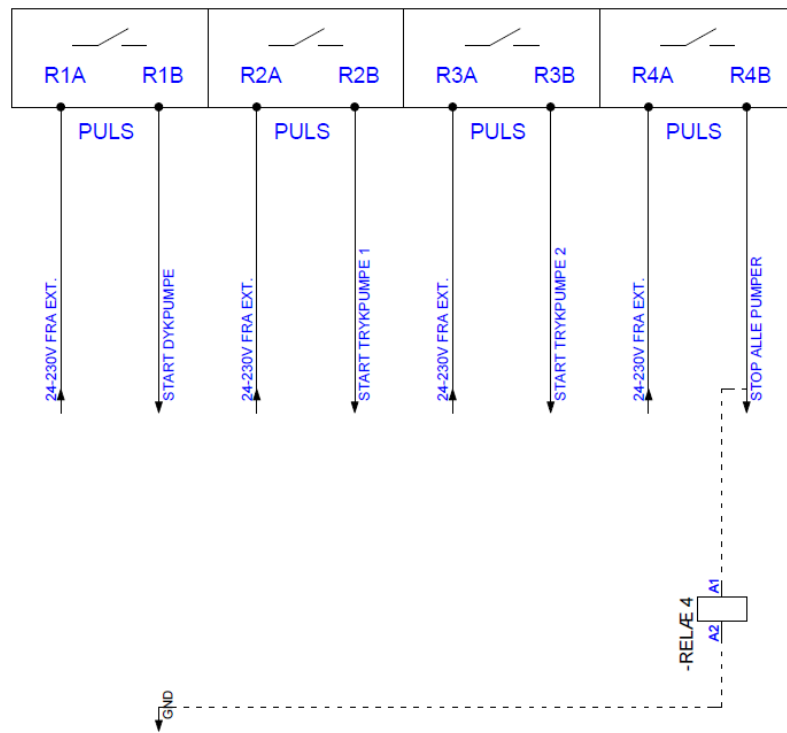 R1A R1B R2A R2B R3A R3B R4A R4B
PULS PULS PULS PULS
24-230V FRA EXT.
START DYKPUMPE
24-230V FRA EXT.
START TRYKPUMPE 1
24-230V FRA EXT.
START TRYKPUMPE 2
24-230V FRA EXT.
STOP ALLE PUMPER
A1
-RELÆ 4
A2
GND